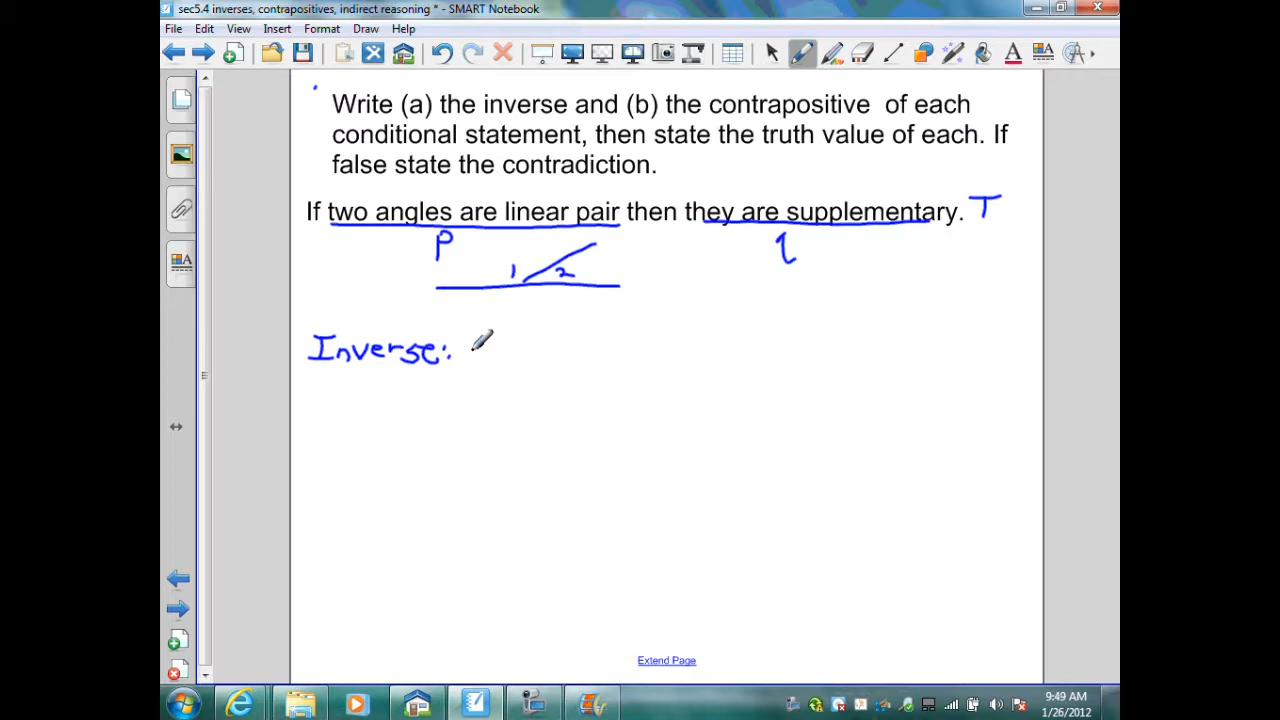 sec5.4 inverses, contrapositives, indirect reasoning * - SMART Notebook
File Edit View Insert Format Draw Help
Write (a) the inverse and (b) the contrapositive of each
conditional statement, then state the truth value of each. If
false state the contradiction.
If two angles are linear pair then they are supplementary. T
P
q
1 2
Inverse:
Extend Page
9:49 AM
1/26/2012